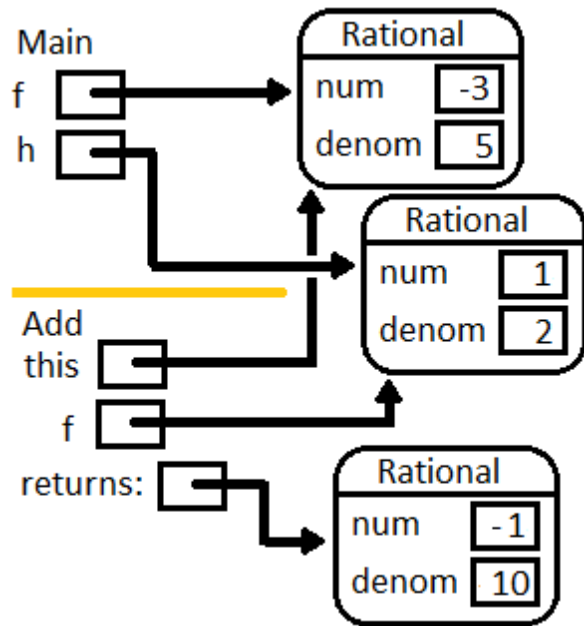 Main
f
h
Rational
num -3
denom 5
Rational
num 1
denom 2
Add
this
f
returns:
Rational
num -1
denom 10